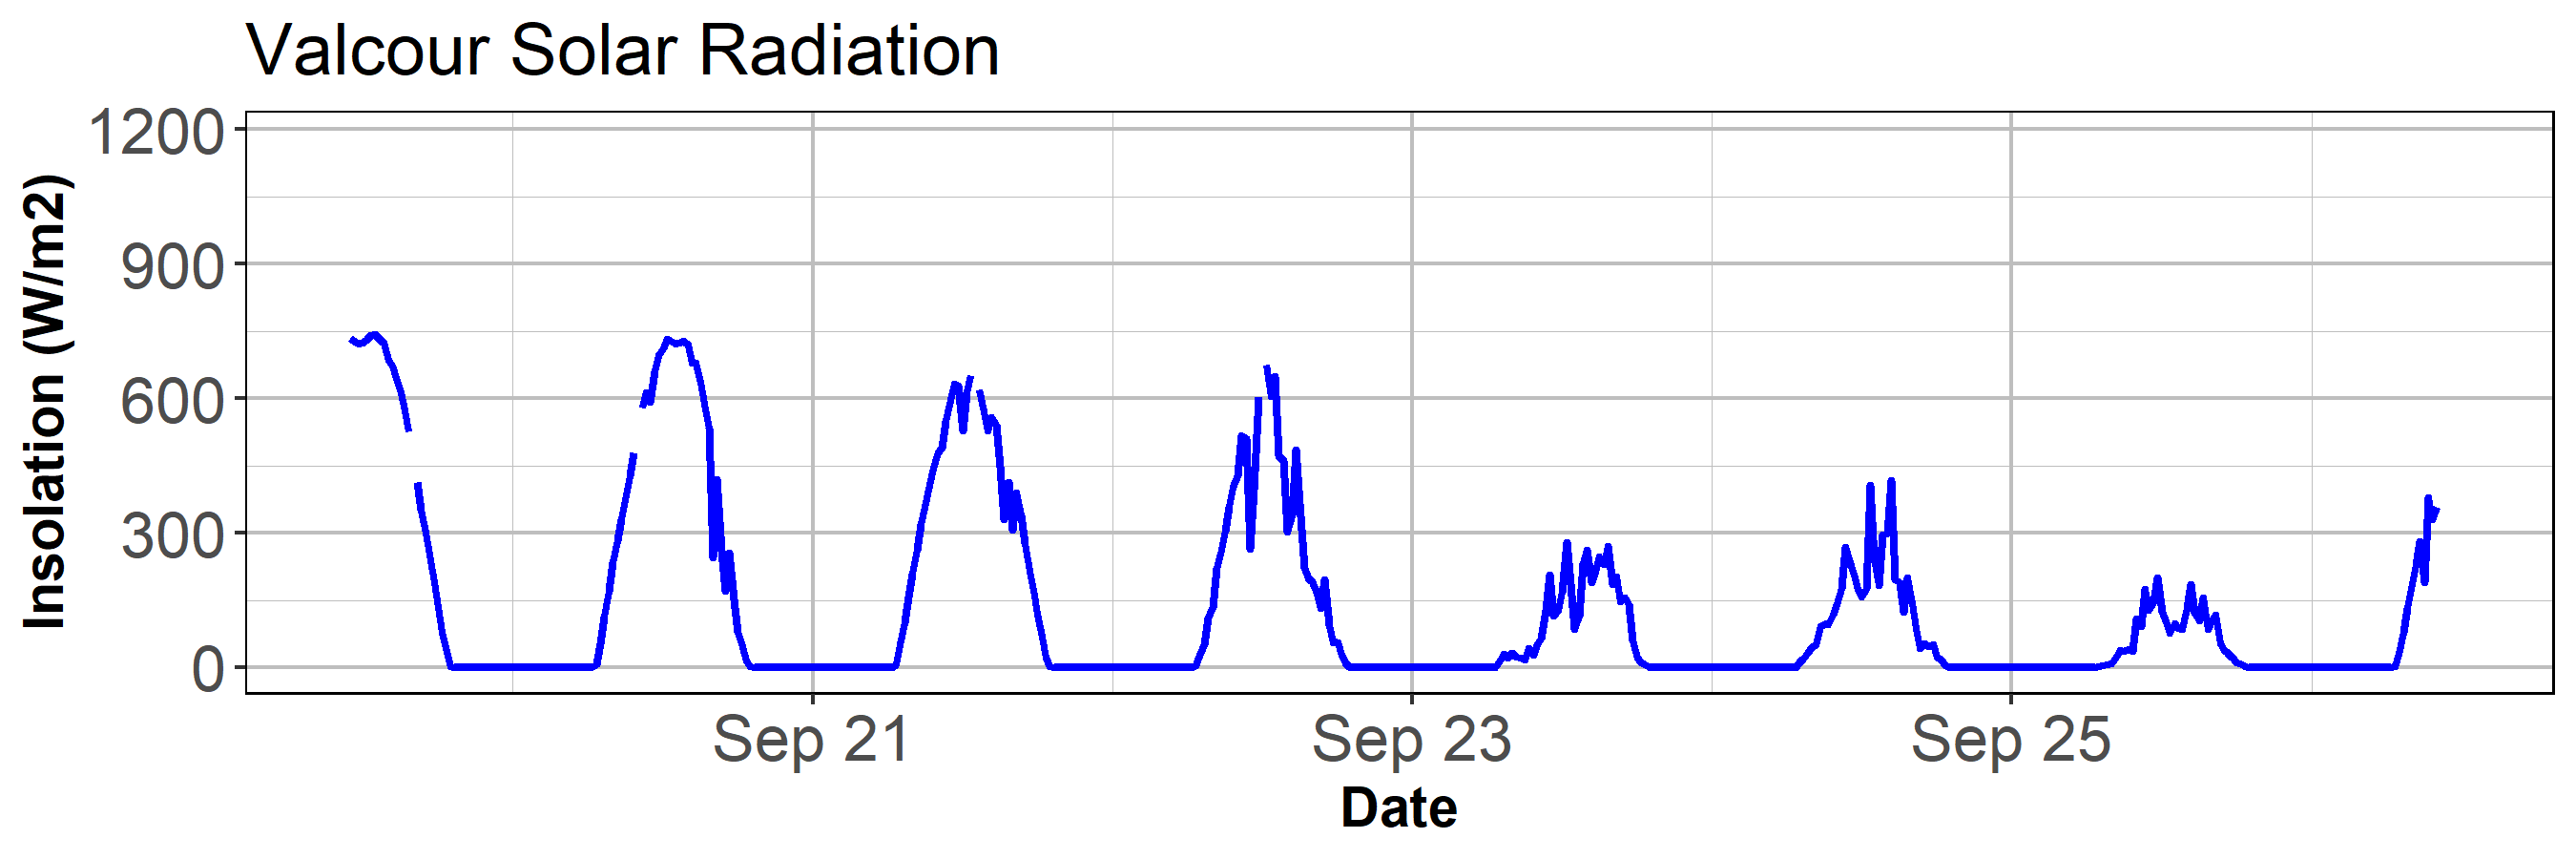 Valcour Solar Radiation
1200
900
600
300
0
Insolation (W/m2)
Sep 21
Sep 23
Sep 25
Date